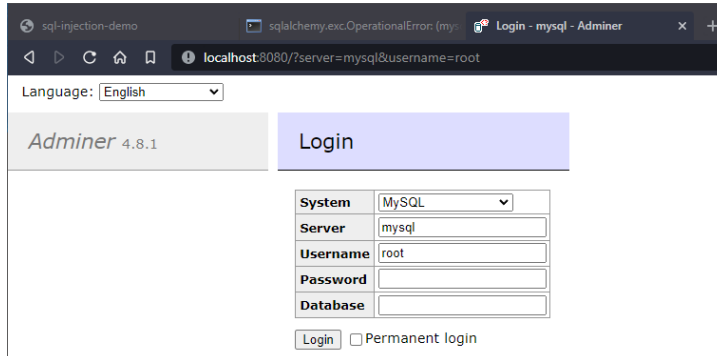 sql-injection-demo
sqlalchemy.exc.OperationalError: (mys
Login - mysql - Adminer
localhost:8080/?server=mysql&username=root
Language: English
Adminer 4.8.1
Login
System MySQL
Server mysql
Username root
Password
Database
Login Permanent login